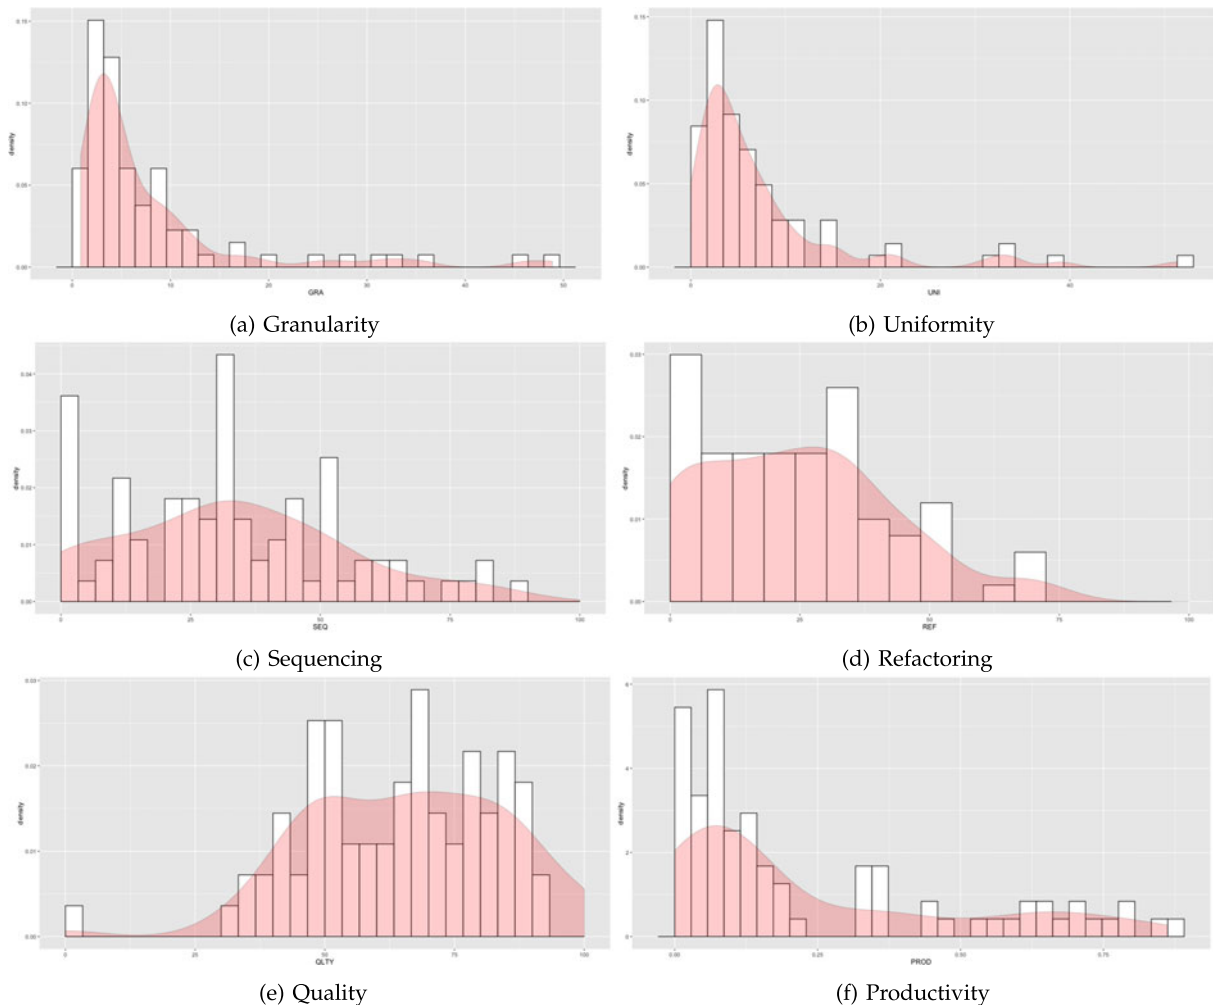 0.15
0.10
0.05
0.00
density
0 10 20 30 40 50
GRA
(a) Granularity
0.15
0.10
0.05
0.00
density
0 20 40
UNI
(b) Uniformity
0.04
0.03
0.02
0.01
0.00
density
0 25 50 75 100
SEQ
(c) Sequencing
0.03
0.02
0.01
0.00
density
0 25 50 75 100
REF
(d) Refactoring
0.03
0.02
0.01
0.00
density
0 25 50 75 100
QLTY
(e) Quality
6
4
2
0
density
0.00 0.25 0.50 0.75
PROD
(f) Productivity